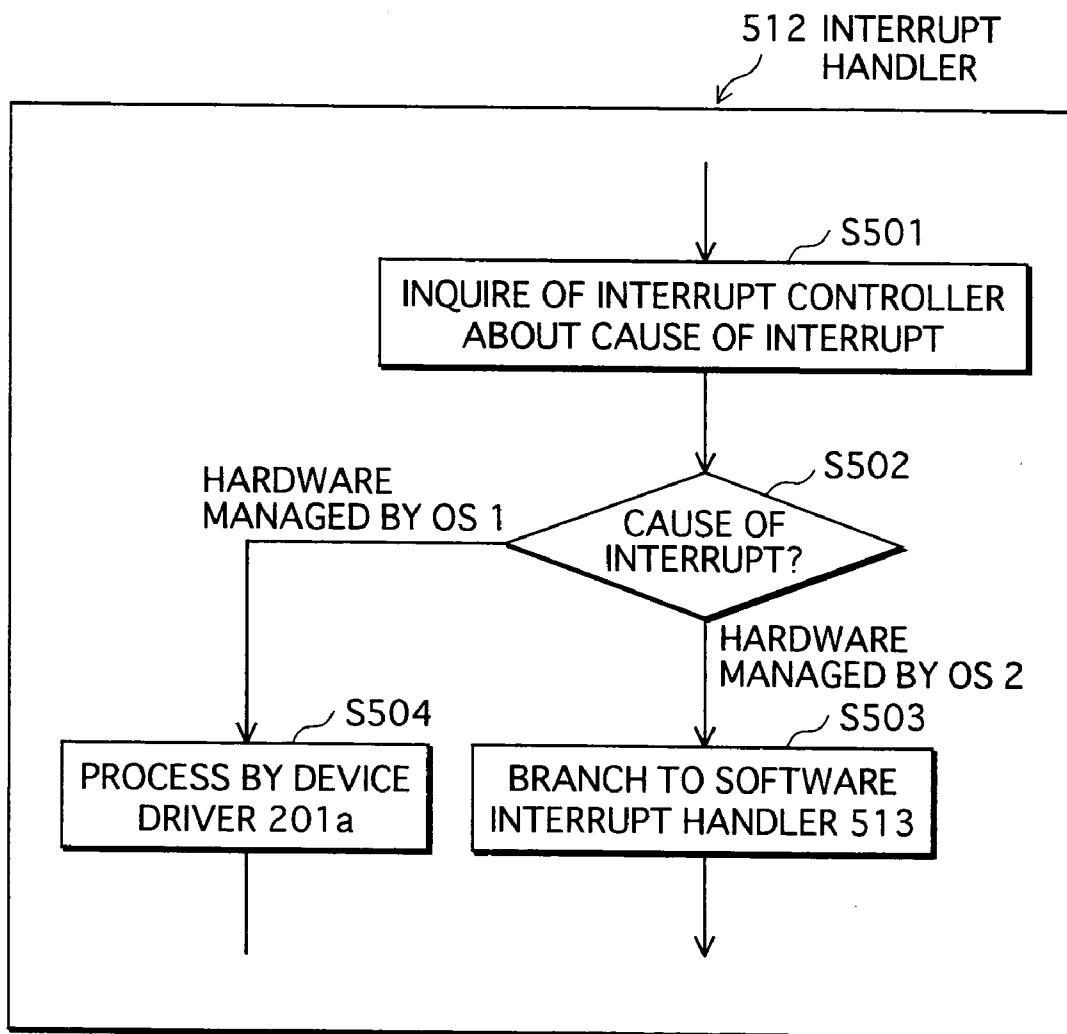 512 INTERRUPT
HANDLER
S501
INQUIRE OF INTERRUPT CONTROLLER
ABOUT CAUSE OF INTERRUPT
S502
HARDWARE
MANAGED BY OS 1
CAUSE OF
INTERRUPT?
HARDWARE
MANAGED BY OS 2
S504
PROCESS BY DEVICE
DRIVER 201a
S503
BRANCH TO SOFTWARE
INTERRUPT HANDLER 513